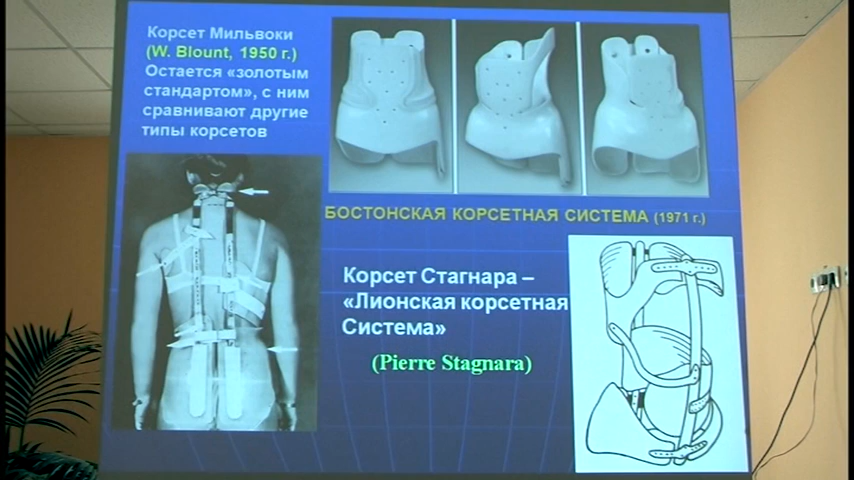 Корсет Мильвоки
(W. Blount, 1950 г.)
Остается «золотым
стандартом», с ним
сравнивают другие
типы корсетов
БОСТОНСКАЯ КОРСЕТНАЯ СИСТЕМА (1971 г.)
Корсет Стагнара –
«Лионская корсетная
Система»
(Pierre Stagnara)